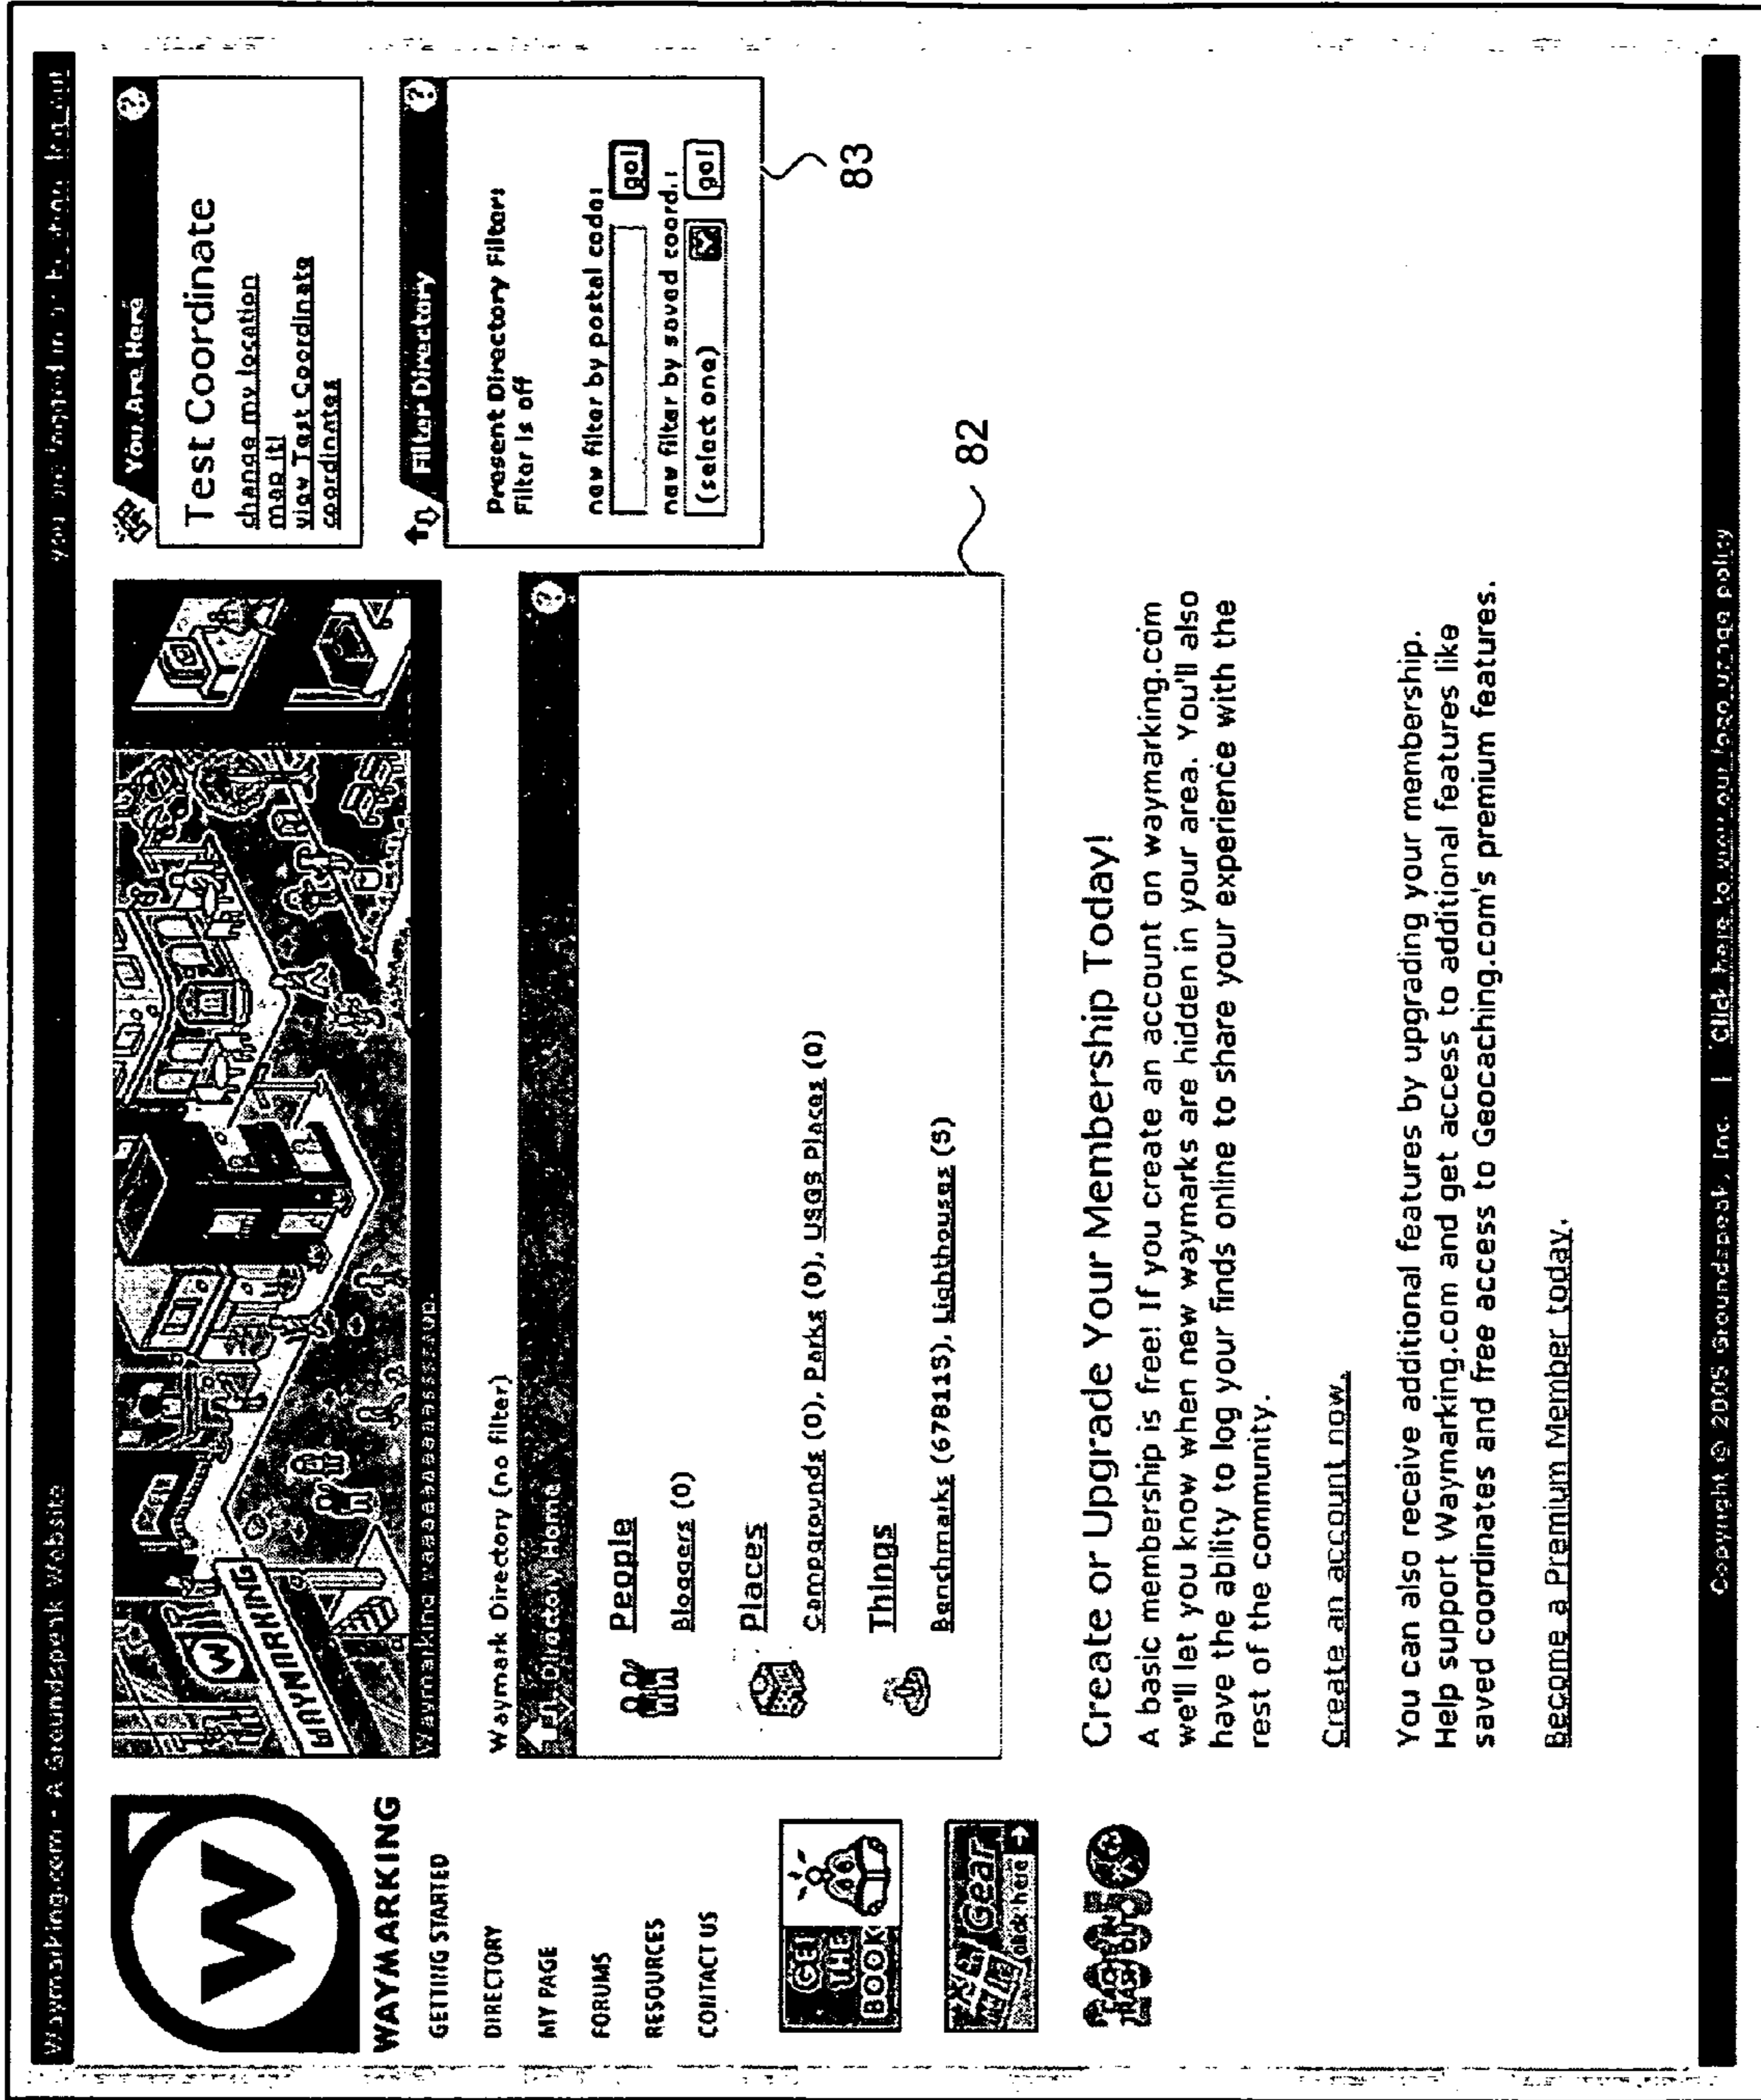 Waymarking.com - A Groundspeak Website
WAYMARKING
GETTING STARTED
DIRECTORY
MY PAGE
FORUMS
RESOURCES
CONTACT US
GET
THE
BOOK
Gear
click here
WAYMARKING
Waymark Directory (no filter)
Directory Home
People
Bloggers (0)
Places
Campgrounds (0), Parks (0), USGS Places (0)
Things
Benchmarks (678115), Lighthouses (5)
82
Create or Upgrade Your Membership Today!
A basic membership is free! If you create an account on waymarking.com
we'll let you know when new waymarks are hidden in your area. You'll also
have the ability to log your finds online to share your experience with the
rest of the community.
Create an account now.
You can also receive additional features by upgrading your membership.
Help support Waymarking.com and get access to additional features like
saved coordinates and free access to Geocaching.com's premium features.
Become a Premium Member today.
You Are Here
Test Coordinate
change my location
map it!
view Test Coordinate
coordinates
Filter Directory
Present Directory Filter:
Filter is off
new filter by postal code:
go!
new filter by saved coord.:
(select one)
go!
83
Copyright © 2005 Groundspeak, Inc. | Click here to view our logo usage policy